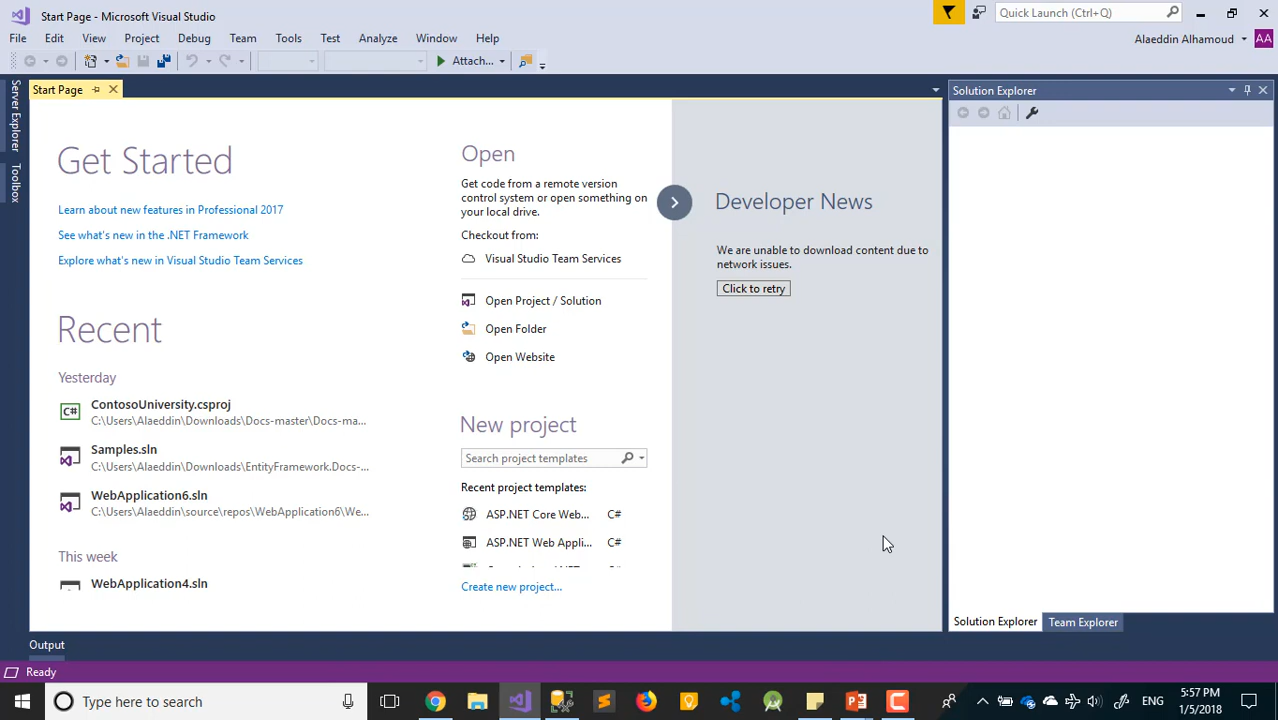 Start Page - Microsoft Visual Studio
Quick Launch (Ctrl+Q)
File Edit View Project Debug Team Tools Test Analyze Window Help
Alaeddin Alhamoud AA
Attach...
Server Explorer
Toolbox
Start Page
Get Started
Learn about new features in Professional 2017
See what's new in the .NET Framework
Explore what's new in Visual Studio Team Services
Recent
Yesterday
C#
ContosoUniversity.csproj
C:\Users\Alaeddin\Downloads\Docs-master\Docs-ma...
Samples.sln
C:\Users\Alaeddin\Downloads\EntityFramework.Docs-...
WebApplication6.sln
C:\Users\Alaeddin\source\repos\WebApplication6\We...
This week
WebApplication4.sln
Open
Get code from a remote version
control system or open something on
your local drive.
Checkout from:
Visual Studio Team Services
Open Project / Solution
Open Folder
Open Website
New project
Search project templates
Recent project templates:
ASP.NET Core Web... C#
ASP.NET Web Appli... C#
Create new project...
Developer News
We are unable to download content due to
network issues.
Click to retry
Solution Explorer
Solution Explorer Team Explorer
Output
Ready
Type here to search
ENG
5:57 PM
1/5/2018